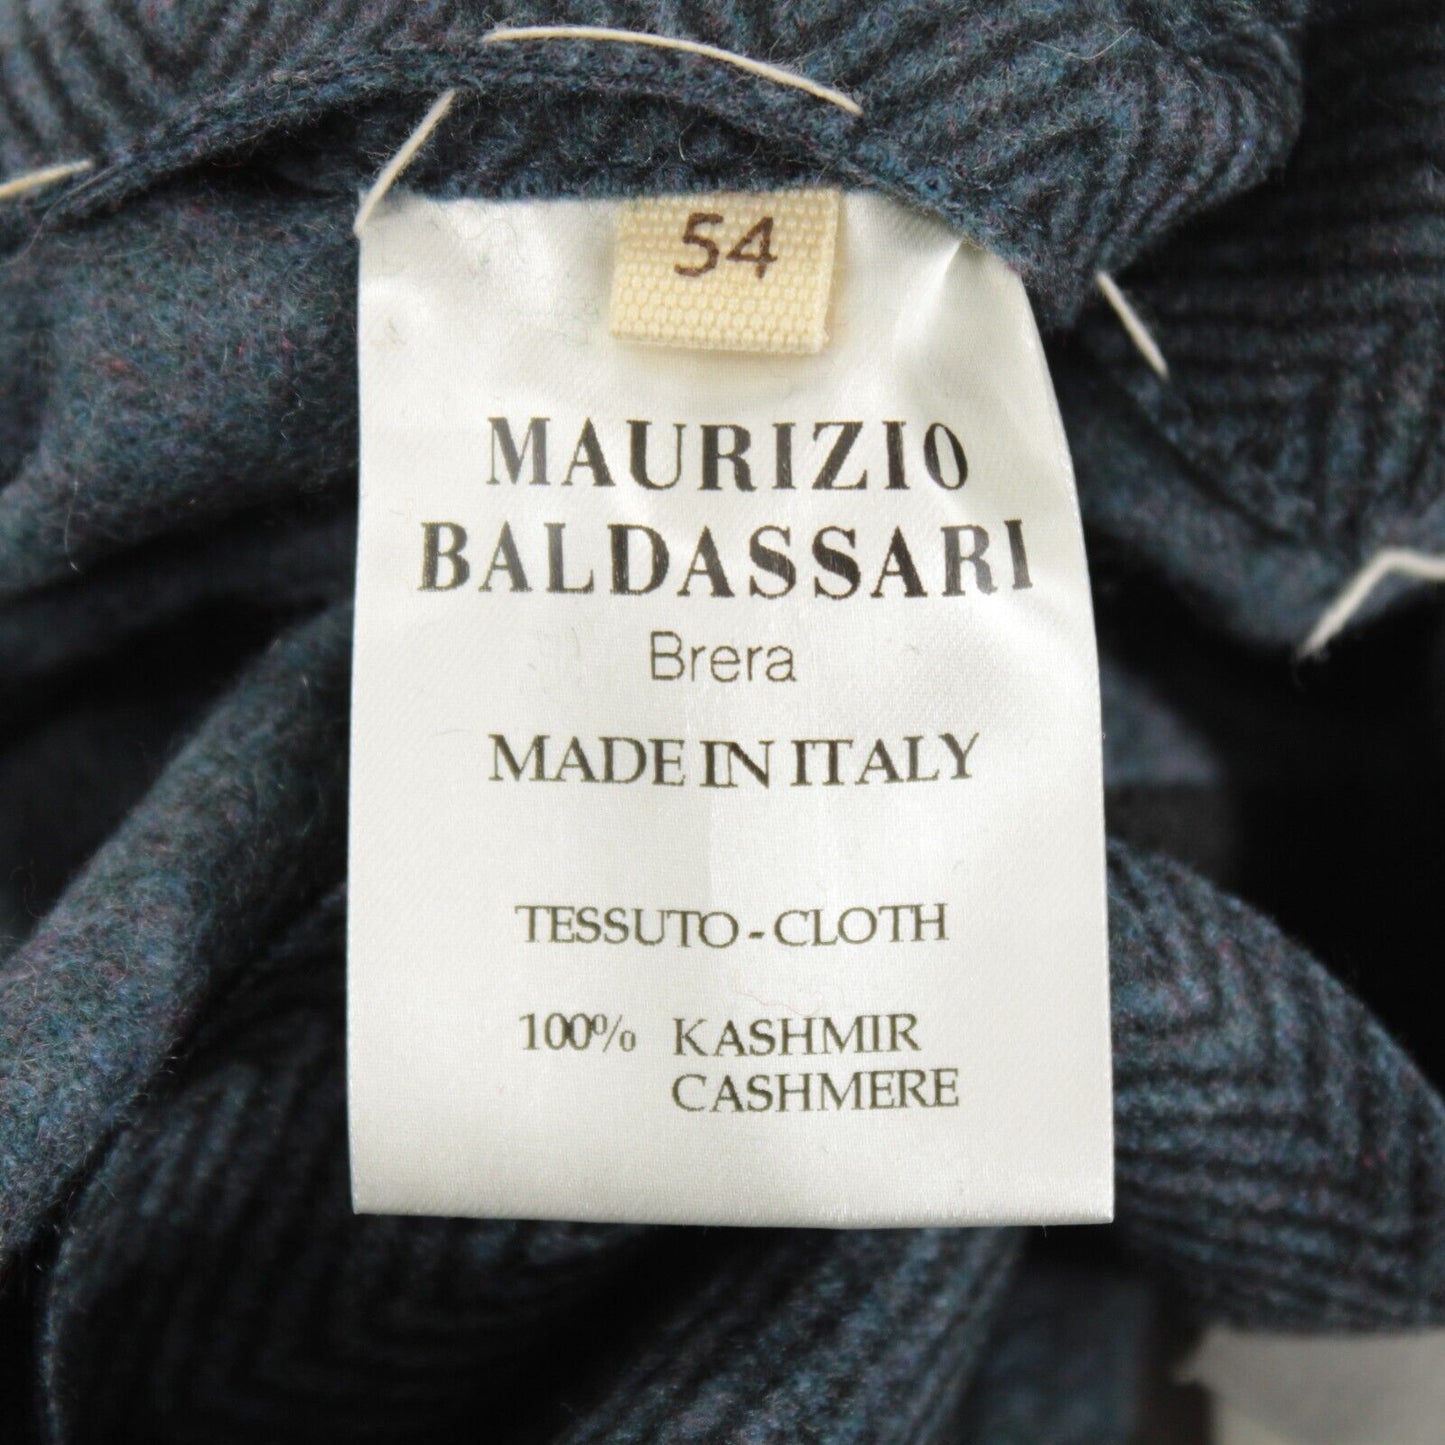 54
MAURIZIO
BALDASSARI
Brera
MADE IN ITALY
TESSUTO - CLOTH
100% KASHMIR
CASHMERE